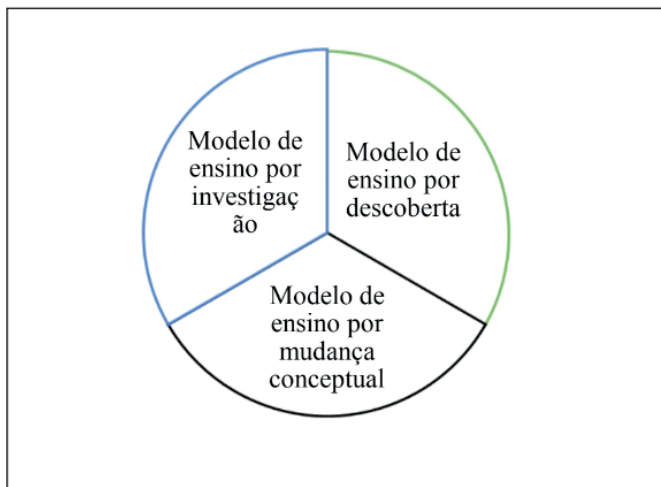 Modelo de
ensino por
investigaç
ão
Modelo de
ensino por
descoberta
Modelo de
ensino por
mudança
conceptual